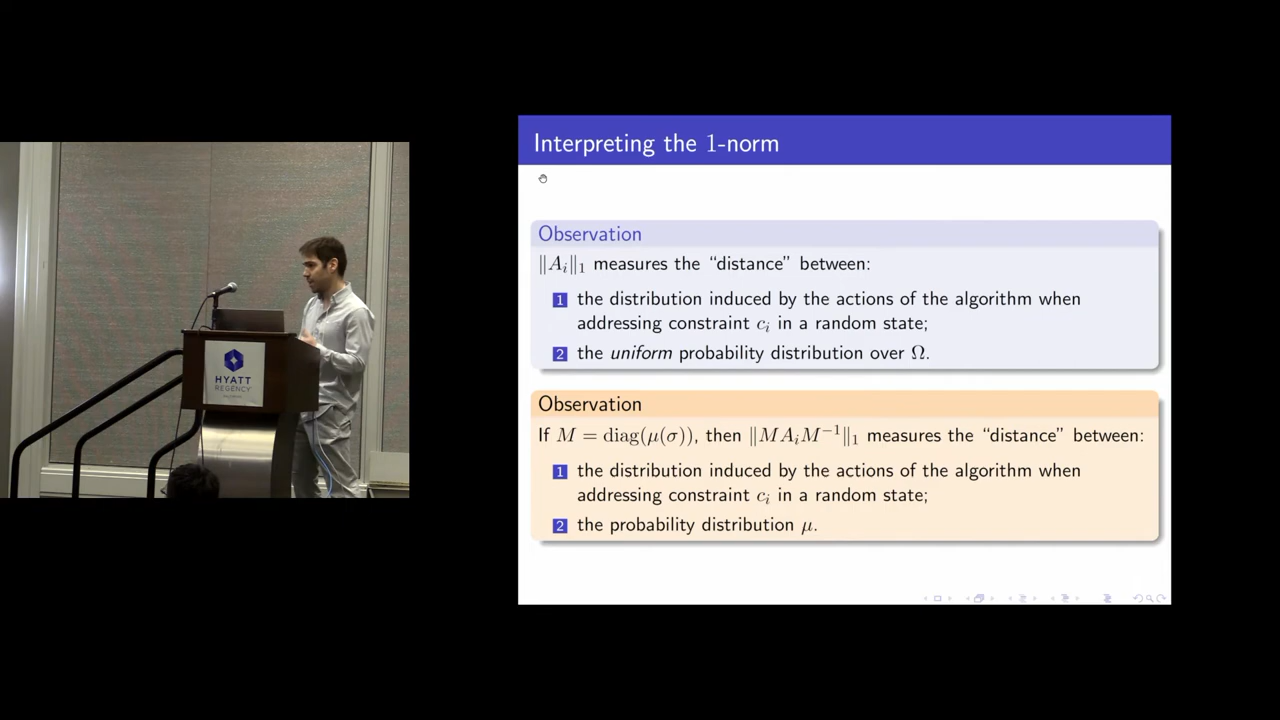 Interpreting the 1-norm
Observation
‖A_i‖_1 measures the “distance” between:
1 the distribution induced by the actions of the algorithm when
addressing constraint c_i in a random state;
2 the uniform probability distribution over Ω.
Observation
If M = diag(μ(σ)), then ‖MA_iM^{−1}‖_1 measures the “distance” between:
1 the distribution induced by the actions of the algorithm when
addressing constraint c_i in a random state;
2 the probability distribution μ.
HYATT
REGENCY